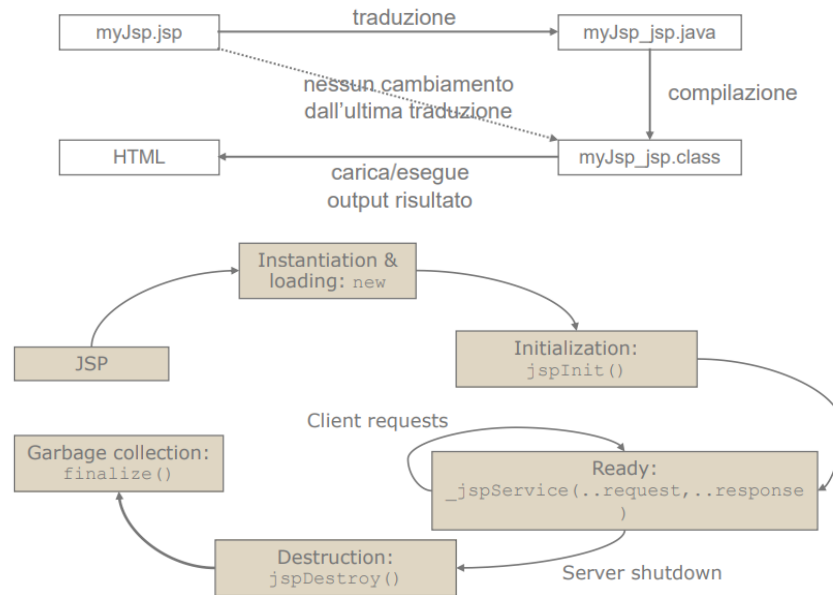 traduzione
myJsp.jsp
myJsp_jsp.java
nessun cambiamento
dall'ultima traduzione
compilazione
HTML
myJsp_jsp.class
carica/esegue
output risultato
Instantiation &
loading: new
JSP
Initialization:
jspInit()
Client requests
Garbage collection:
finalize()
Ready:
_jspService(..request,..response
)
Destruction:
jspDestroy()
Server shutdown